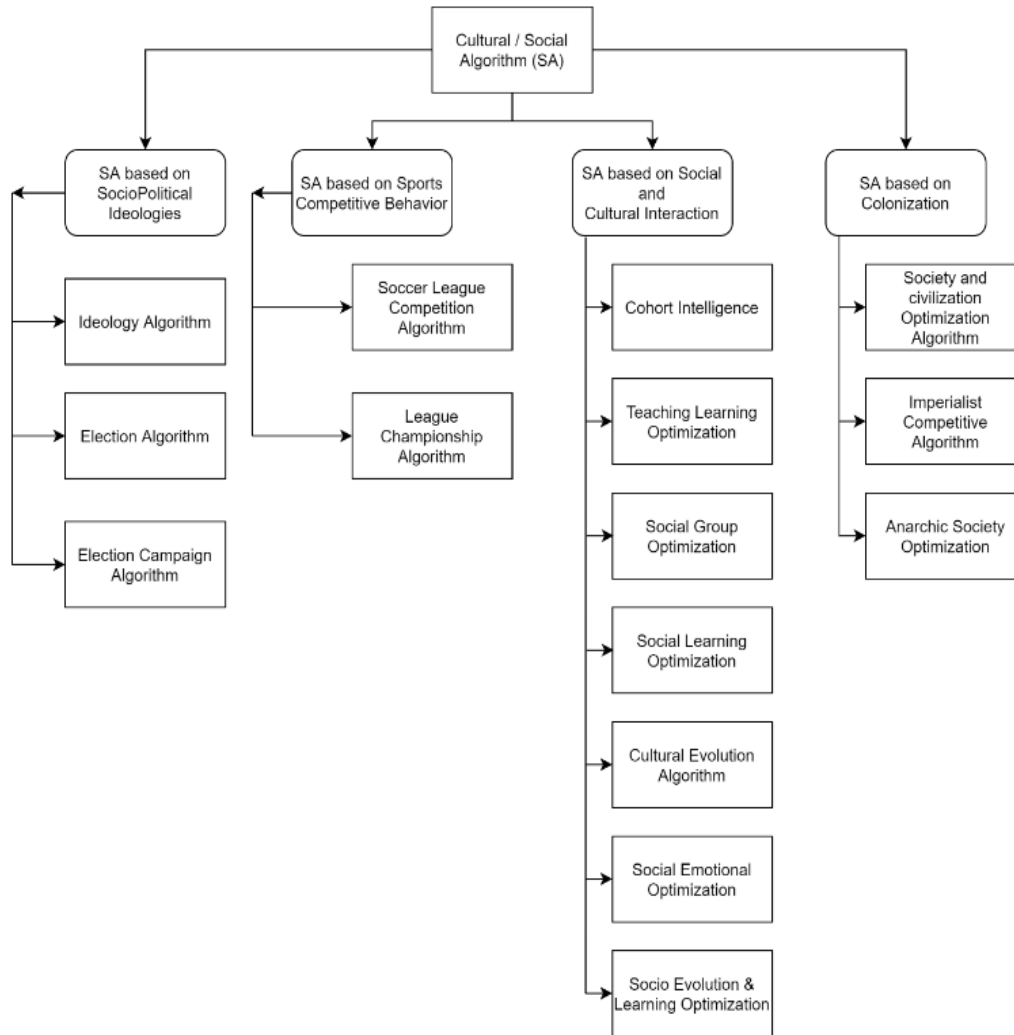 Cultural / Social
Algorithm (SA)
SA based on
SocioPolitical
Ideologies
SA based on Sports
Competitive Behavior
SA based on Social
and
Cultural Interaction
SA based on
Colonization
Ideology Algorithm
Election Algorithm
Election Campaign
Algorithm
Soccer League
Competition
Algorithm
League
Championship
Algorithm
Cohort Intelligence
Teaching Learning
Optimization
Social Group
Optimization
Social Learning
Optimization
Cultural Evolution
Algorithm
Social Emotional
Optimization
Socio Evolution &
Learning Optimization
Society and
civilization
Optimization
Algorithm
Imperialist
Competitive
Algorithm
Anarchic Society
Optimization